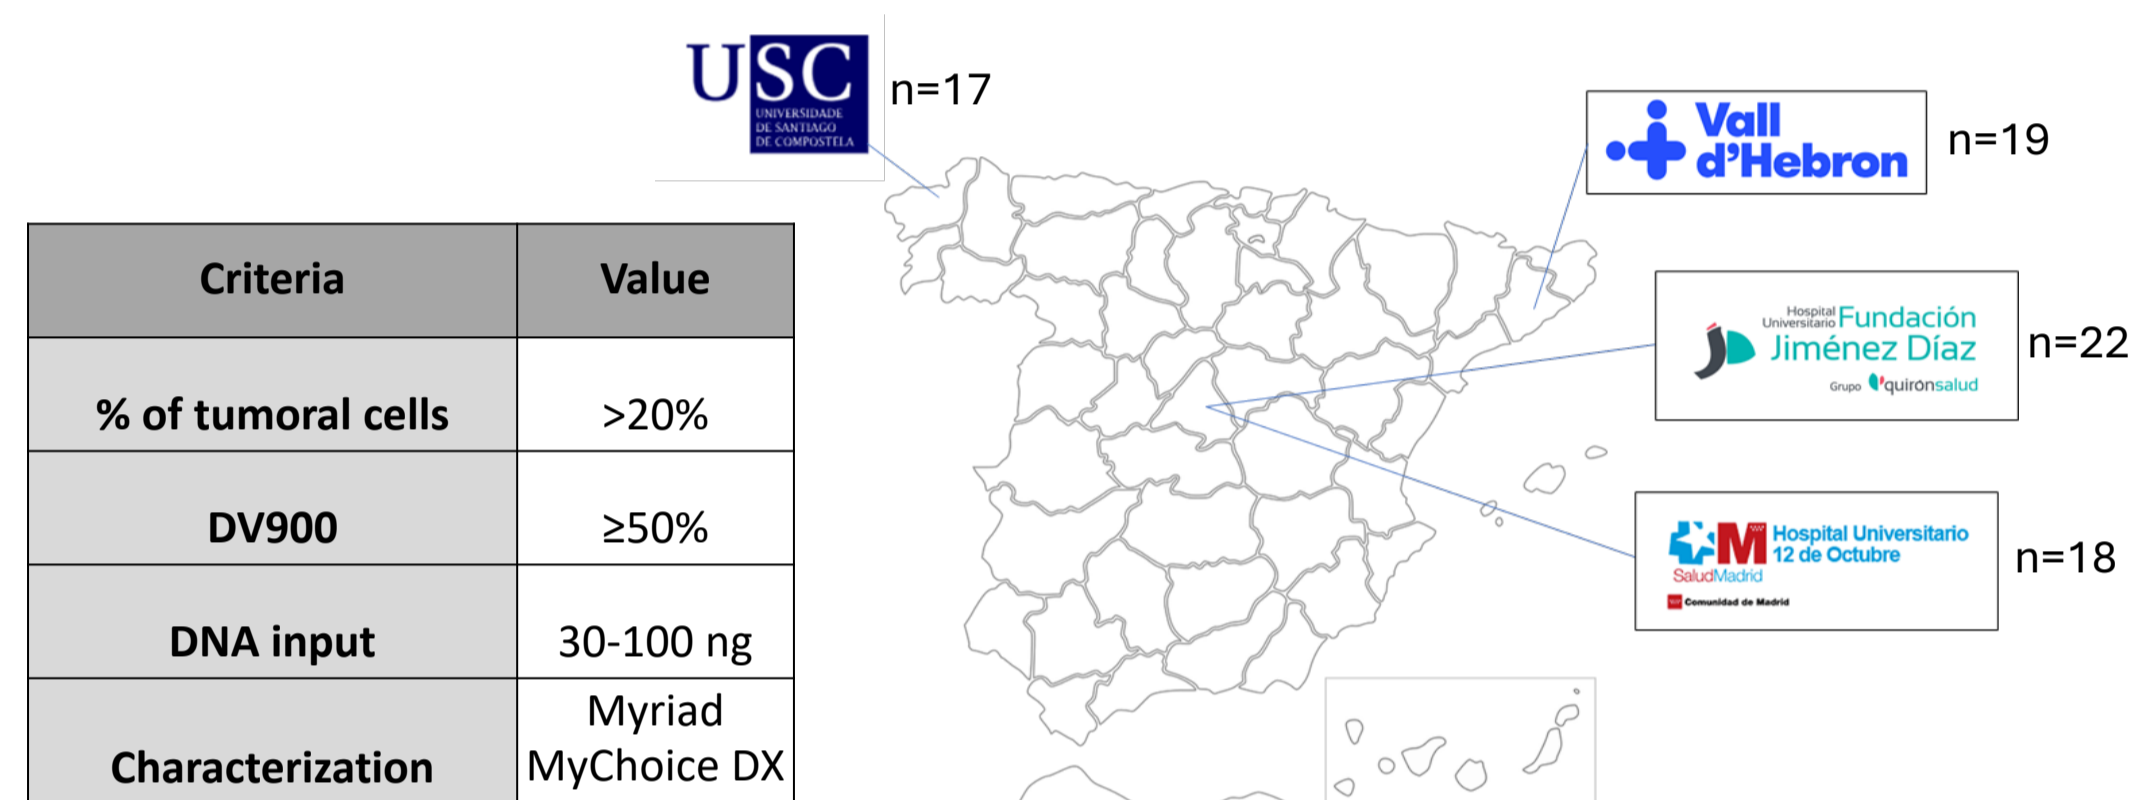 USC
UNIVERSIDADE
DE SANTIAGO
DE COMPOSTELA
n=17
Vall
d'Hebron
n=19
Hospital
Universitario Fundación
Jiménez Díaz
Grupo quirónsalud
n=22
M Hospital Universitario
12 de Octubre
SaludMadrid
Comunidad de Madrid
n=18
Criteria Value
% of tumoral cells >20%
DV900 ≥50%
DNA input 30-100 ng
Myriad
Characterization MyChoice DX